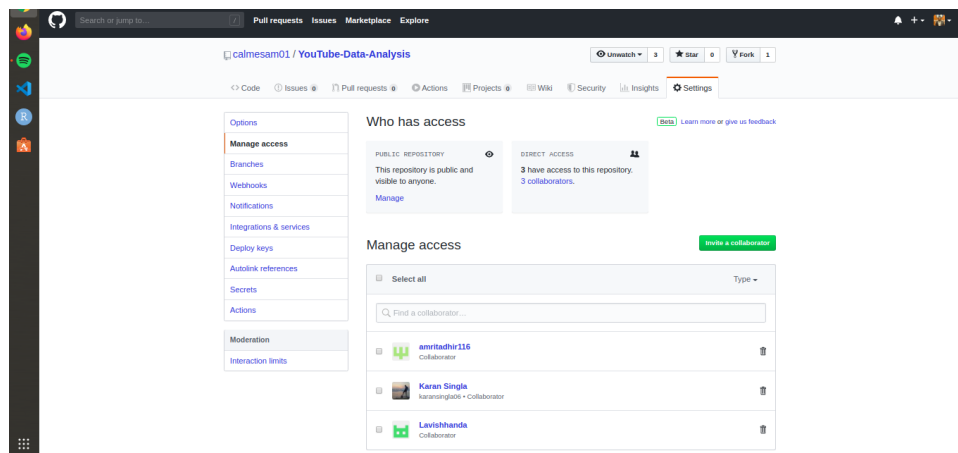 Search or jump to... / Pull requests Issues Marketplace Explore
calmesam01 / YouTube-Data-Analysis Unwatch 3 Star 0 Fork 1
Code Issues 0 Pull requests 0 Actions Projects 0 Wiki Security Insights Settings
Options
Manage access
Branches
Webhooks
Notifications
Integrations & services
Deploy keys
Autolink references
Secrets
Actions
Moderation
Interaction limits
Who has access Beta Learn more or give us feedback
PUBLIC REPOSITORY
This repository is public and
visible to anyone.
Manage
DIRECT ACCESS
3 have access to this repository.
3 collaborators.
Manage access Invite a collaborator
Select all Type
Find a collaborator...
amritadhir116
Collaborator
Karan Singla
karansingla06 • Collaborator
Lavishhanda
Collaborator
R
A